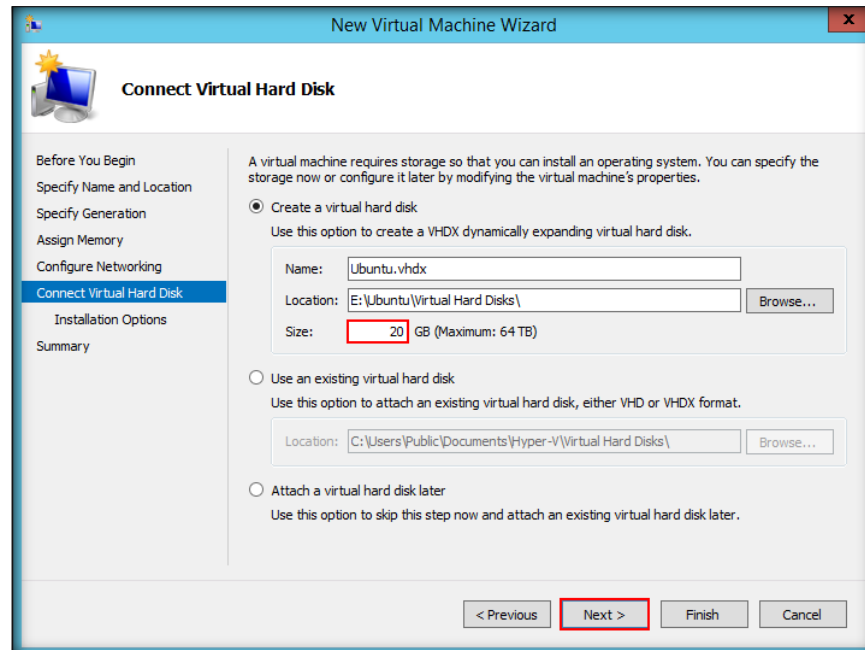 New Virtual Machine Wizard
x
Connect Virtual Hard Disk
Before You Begin
Specify Name and Location
Specify Generation
Assign Memory
Configure Networking
Connect Virtual Hard Disk
Installation Options
Summary
A virtual machine requires storage so that you can install an operating system. You can specify the
storage now or configure it later by modifying the virtual machine's properties.
Create a virtual hard disk
Use this option to create a VHDX dynamically expanding virtual hard disk.
Name: Ubuntu.vhdx
Location: E:\Ubuntu\Virtual Hard Disks\ Browse...
Size: 20 GB (Maximum: 64 TB)
Use an existing virtual hard disk
Use this option to attach an existing virtual hard disk, either VHD or VHDX format.
Location: C:\Users\Public\Documents\Hyper-V\Virtual Hard Disks\ Browse...
Attach a virtual hard disk later
Use this option to skip this step now and attach an existing virtual hard disk later.
< Previous Next > Finish Cancel